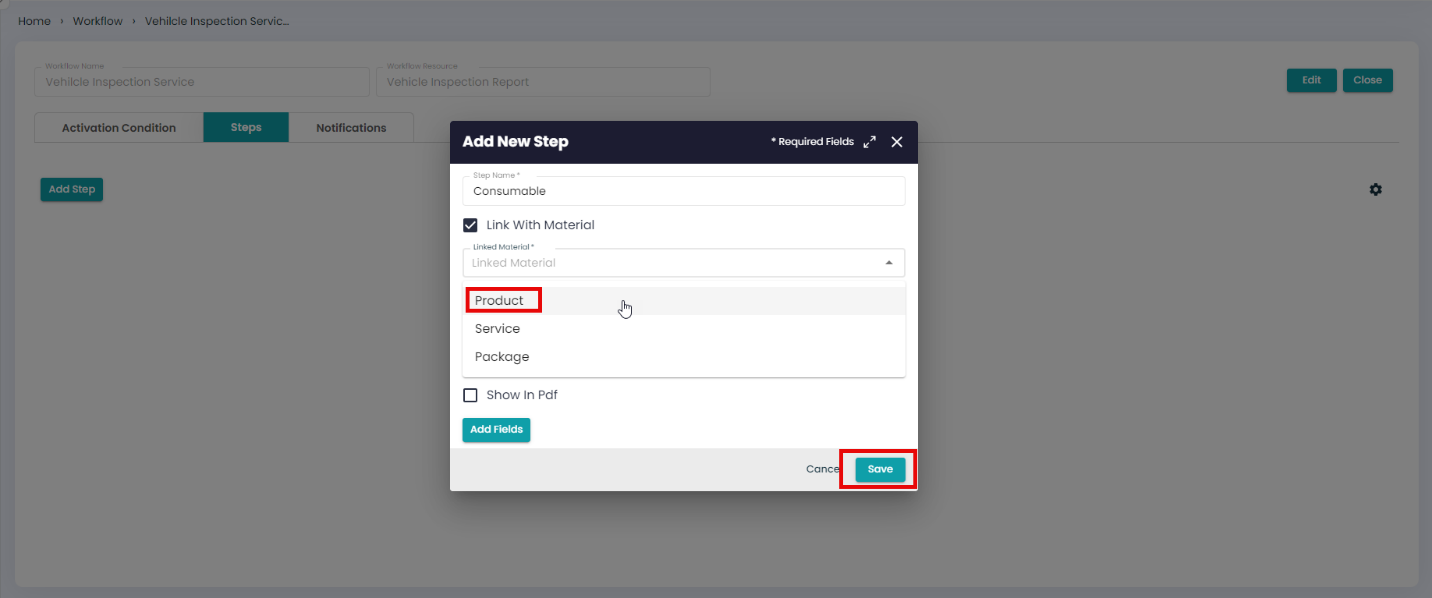 Home › Workflow › Vehilcle Inspection Servic...
Workflow Name
Vehilcle Inspection Service
Workflow Resource
Vehicle Inspection Report
Edit
Close
Activation Condition
Steps
Notifications
Add Step
Add New Step
* Required Fields
Step Name *
Consumable
Link With Material
Linked Material *
Linked Material
Product
Service
Package
Show In Pdf
Add Fields
Cance
Save